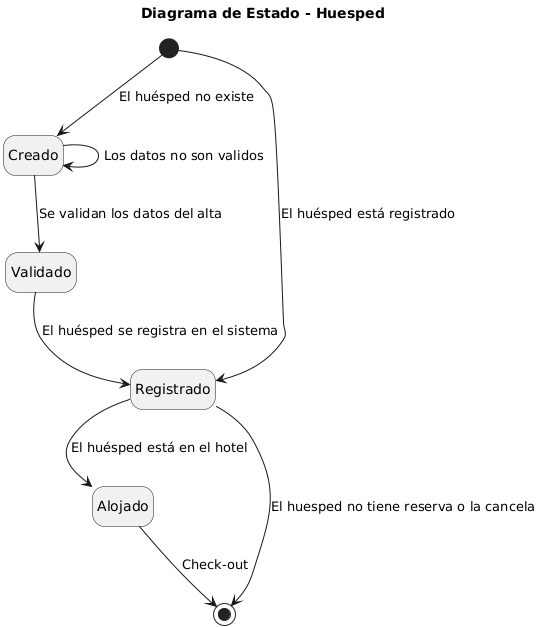 Diagrama de Estado - Huesped
El huésped no existe
Creado
Los datos no son validos
Se validan los datos del alta
El huésped está registrado
Validado
El huésped se registra en el sistema
Registrado
El huésped está en el hotel
Alojado
El huesped no tiene reserva o la cancela
Check-out